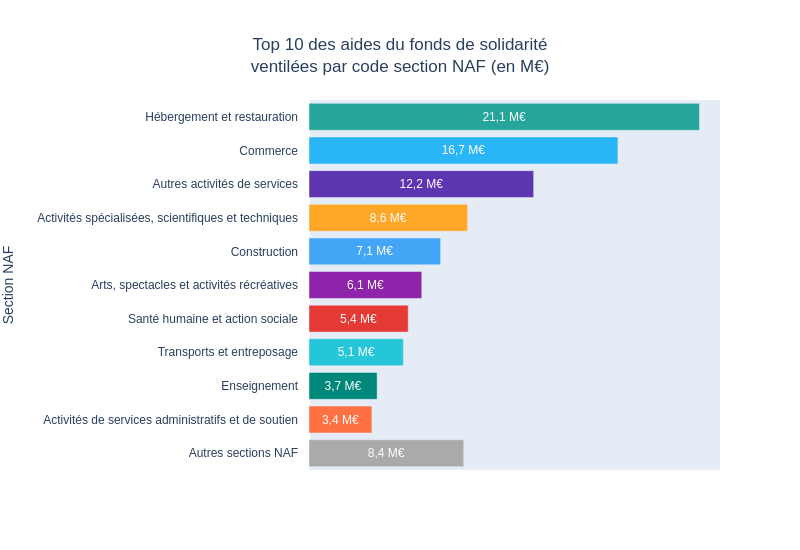 Top 10 des aides du fonds de solidarité
ventilées par code section NAF (en M€)
Section NAF
Hébergement et restauration 21,1 M€
Commerce 16,7 M€
Autres activités de services 12,2 M€
Activités spécialisées, scientifiques et techniques 8,6 M€
Construction 7,1 M€
Arts, spectacles et activités récréatives 6,1 M€
Santé humaine et action sociale 5,4 M€
Transports et entreposage 5,1 M€
Enseignement 3,7 M€
Activités de services administratifs et de soutien 3,4 M€
Autres sections NAF 8,4 M€